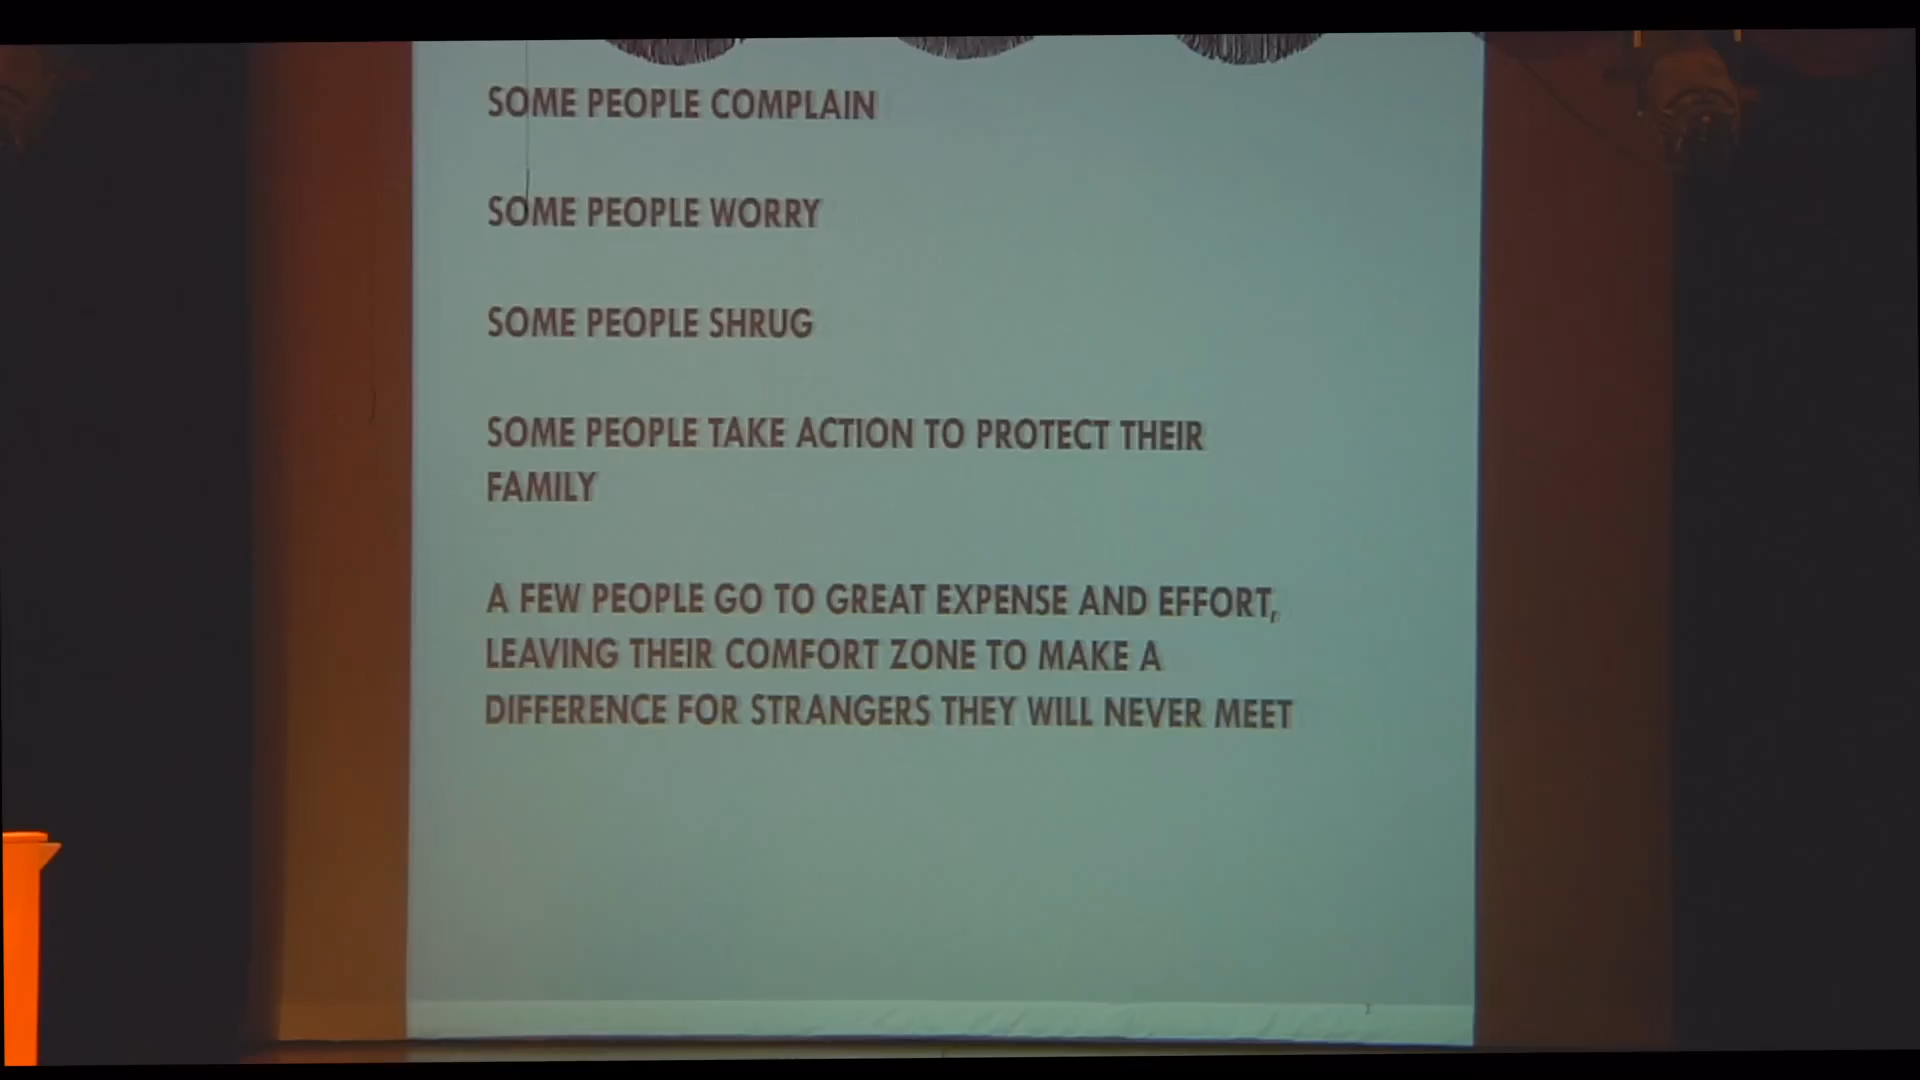 SOME PEOPLE COMPLAIN
SOME PEOPLE WORRY
SOME PEOPLE SHRUG
SOME PEOPLE TAKE ACTION TO PROTECT THEIR
FAMILY
A FEW PEOPLE GO TO GREAT EXPENSE AND EFFORT,
LEAVING THEIR COMFORT ZONE TO MAKE A
DIFFERENCE FOR STRANGERS THEY WILL NEVER MEET